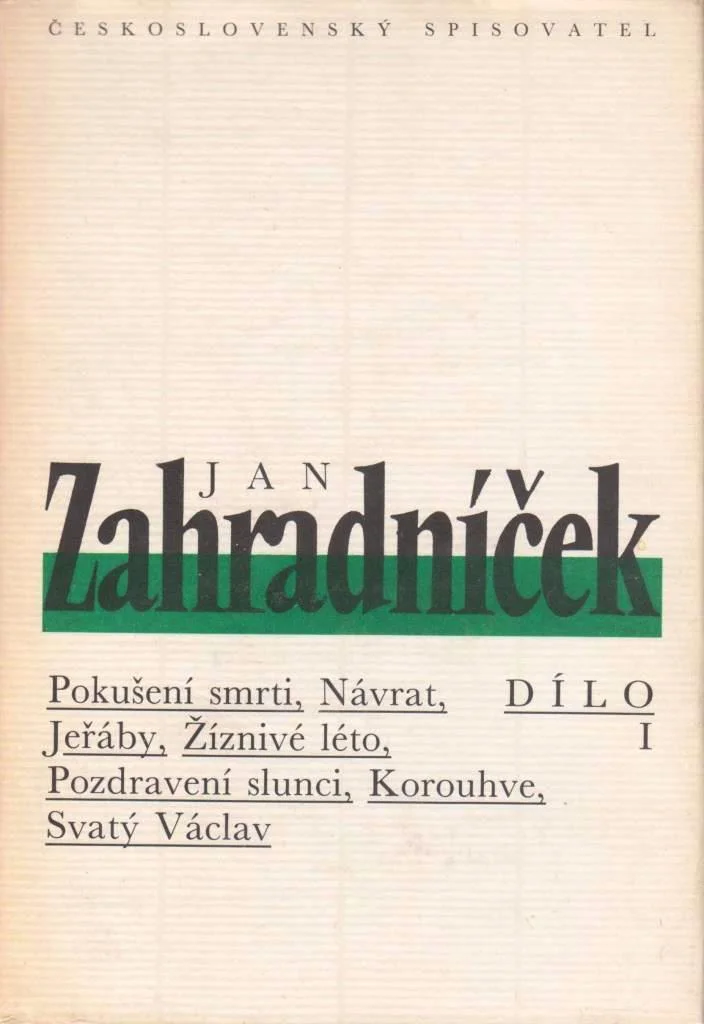 ČESKOSLOVENSKÝ SPISOVATEL
JAN
Zahradníček
Pokušení smrti, Návrat,
Jeřáby, Žíznivé léto,
Pozdravení slunci, Korouhve,
Svatý Václav
DÍLO
I